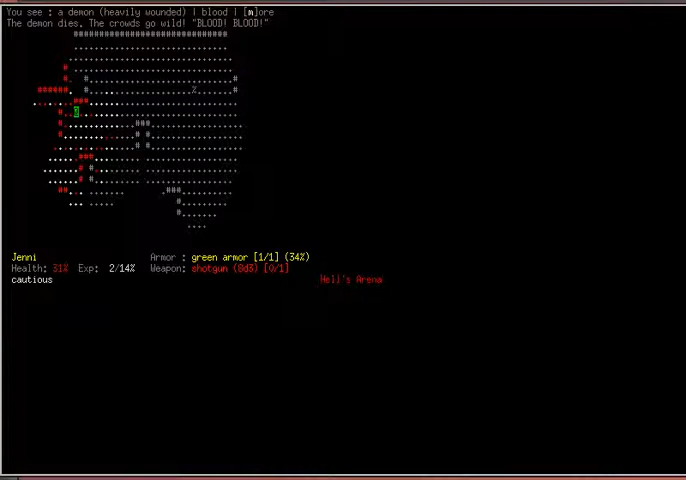 You see : a demon (heavily wounded) | blood | [m]ore
The demon dies. The crowds go wild! "BLOOD! BLOOD!"
Jenni Armor : green armor [1/1] (34%)
Health: 31% Exp: 2/14% Weapon: shotgun (8d3) [0/1]
cautious Hell's Arena